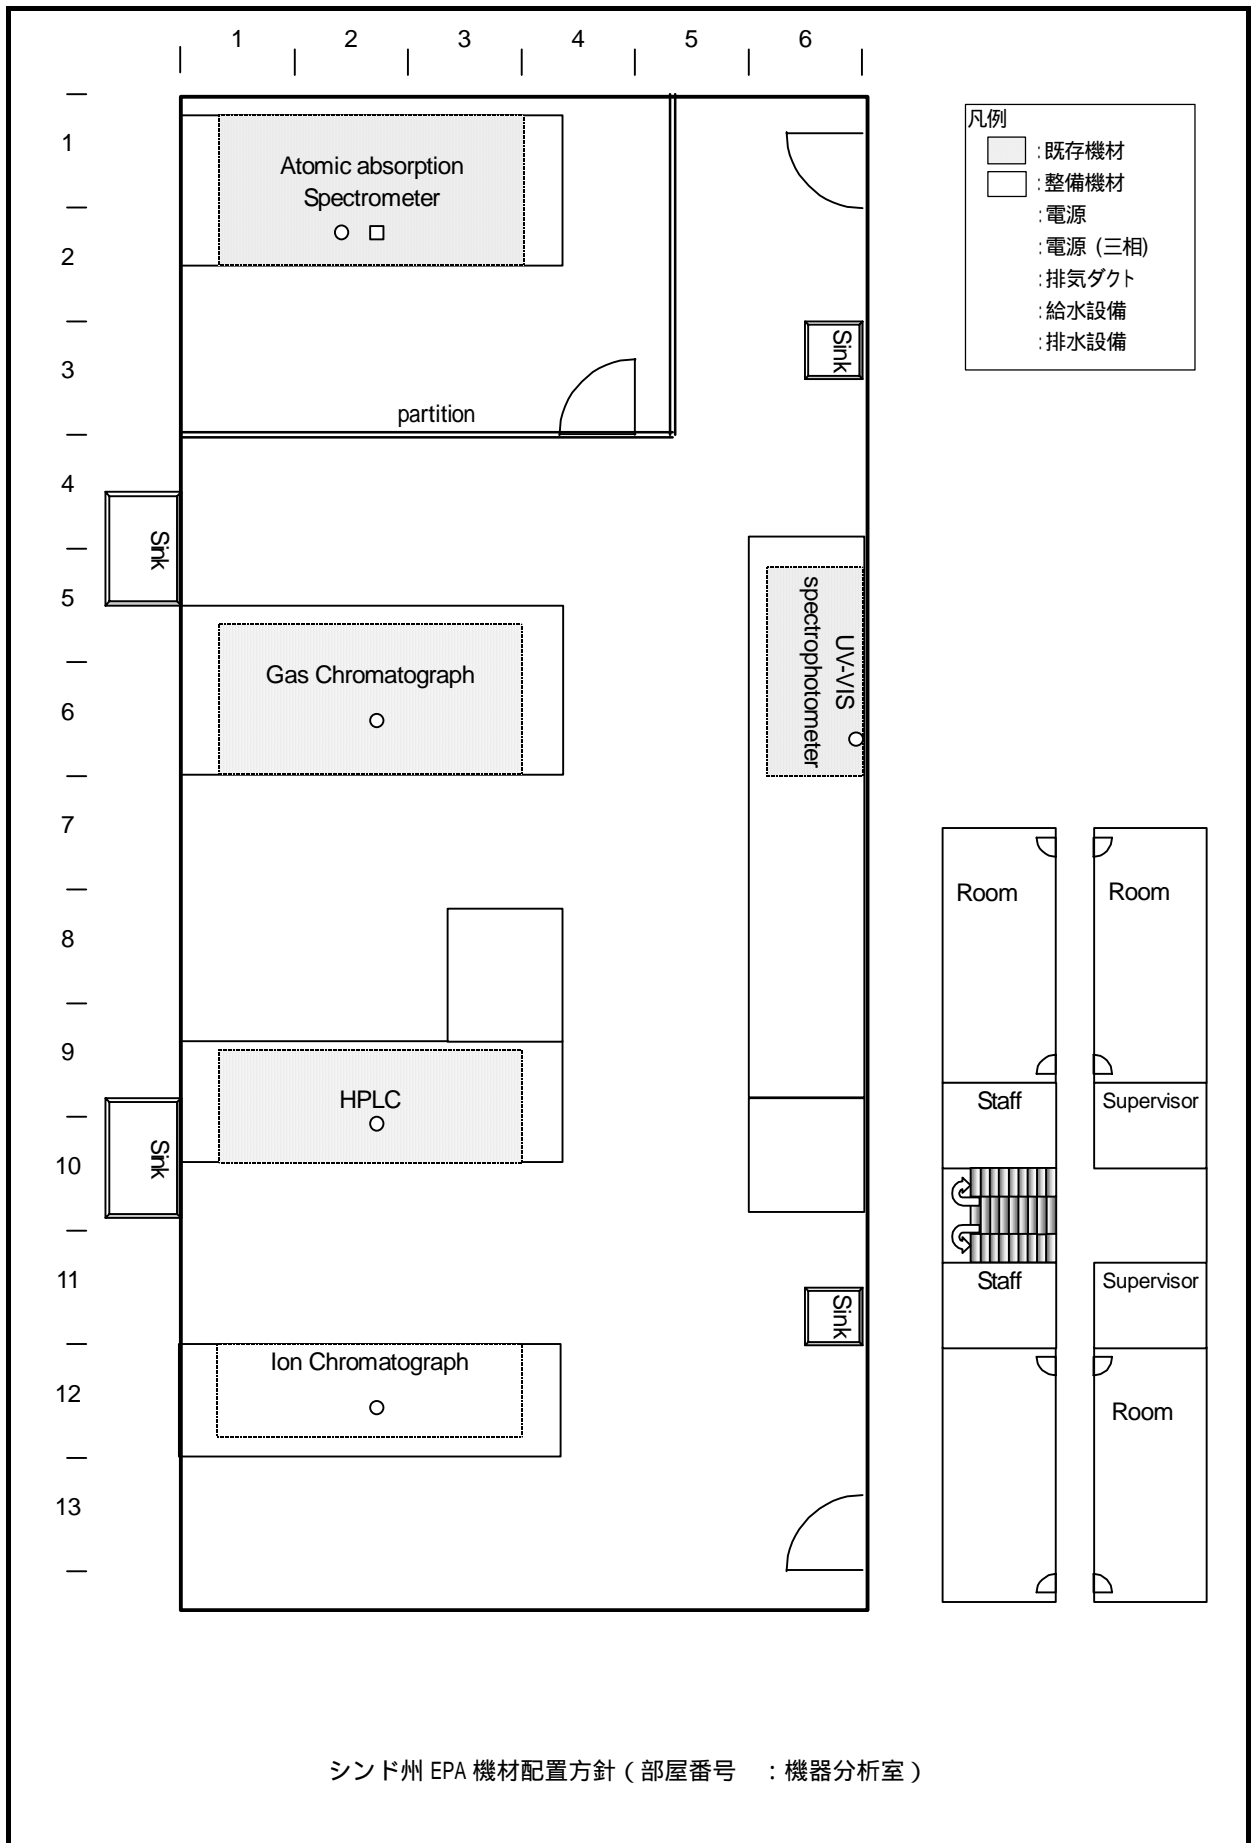 1 2 3 4 5 6
1
2
3
4
5
6
7
8
9
10
11
12
13
Atomic absorption
Spectrometer
partition
Sink
Sink
Gas Chromatograph
UV-VIS
spectrophotometer
HPLC
Sink
Sink
Ion Chromatograph
凡例
:既存機材
:整備機材
:電源
:電源 (三相)
:排気ダクト
:給水設備
:排水設備
Room
Room
Staff
Supervisor
Staff
Supervisor
Room
シンド州 EPA 機材配置方針(部屋番号 :機器分析室)